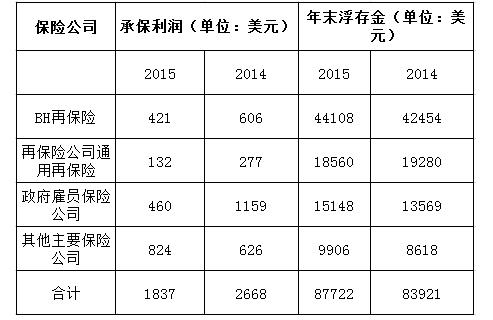 保险公司 承保利润（单位：美元） 年末浮存金（单位：美
元）
2015 2014 2015 2014
BH再保险 421 606 44108 42454
再保险公司通
用再保险 132 277 18560 19280
政府雇员保险
公司 460 1159 15148 13569
其他主要保险
公司 824 626 9906 8618
合计 1837 2668 87722 83921